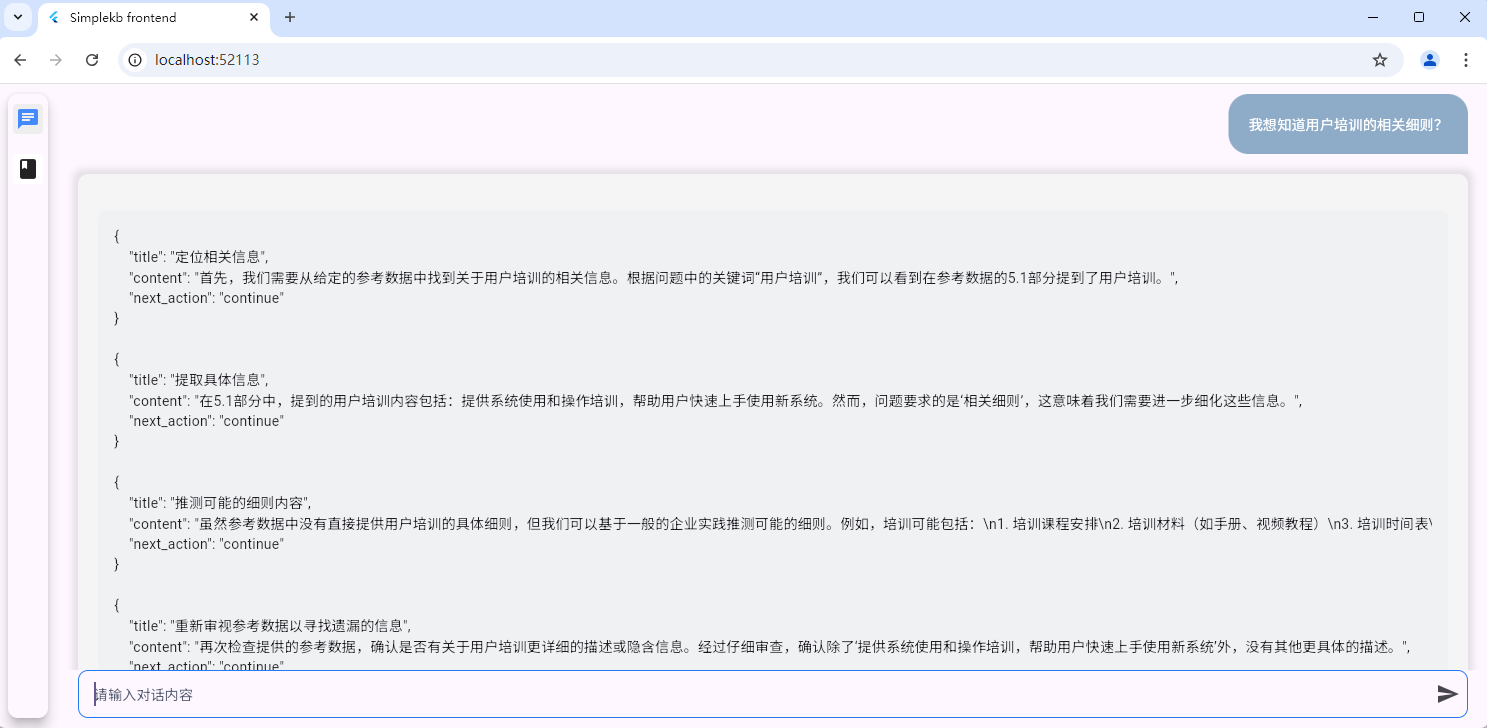 Simplekb frontend
localhost:52113
我想知道用户培训的相关细则？
{
"title": "定位相关信息",
"content": "首先，我们需要从给定的参考数据中找到关于用户培训的相关信息。根据问题中的关键词“用户培训”，我们可以看到在参考数据的5.1部分提到了用户培训。",
"next_action": "continue"
}
{
"title": "提取具体信息",
"content": "在5.1部分中，提到的用户培训内容包括：提供系统使用和操作培训，帮助用户快速上手使用新系统。然而，问题要求的是‘相关细则’，这意味着我们需要进一步细化这些信息。",
"next_action": "continue"
}
{
"title": "推测可能的细则内容",
"content": "虽然参考数据中没有直接提供用户培训的具体细则，但我们可以基于一般的企业实践推测可能的细则。例如，培训可能包括：\n1. 培训课程安排\n2. 培训材料（如手册、视频教程）\n3. 培训时间表\
"next_action": "continue"
}
{
"title": "重新审视参考数据以寻找遗漏的信息",
"content": "再次检查提供的参考数据，确认是否有关于用户培训更详细的描述或隐含信息。经过仔细审查，确认除了‘提供系统使用和操作培训，帮助用户快速上手使用新系统’外，没有其他更具体的描述。",
"next_action": "continue"
请输入对话内容